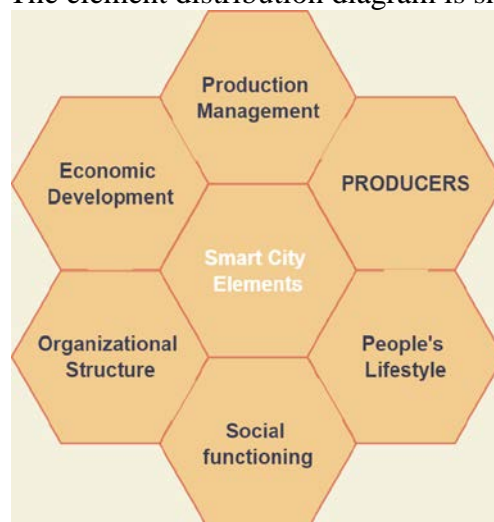 The element distribution diagram is
Production
Management
Economic
Development
PRODUCERS
Smart City
Elements
Organizational
Structure
People's
Lifestyle
Social
functioning